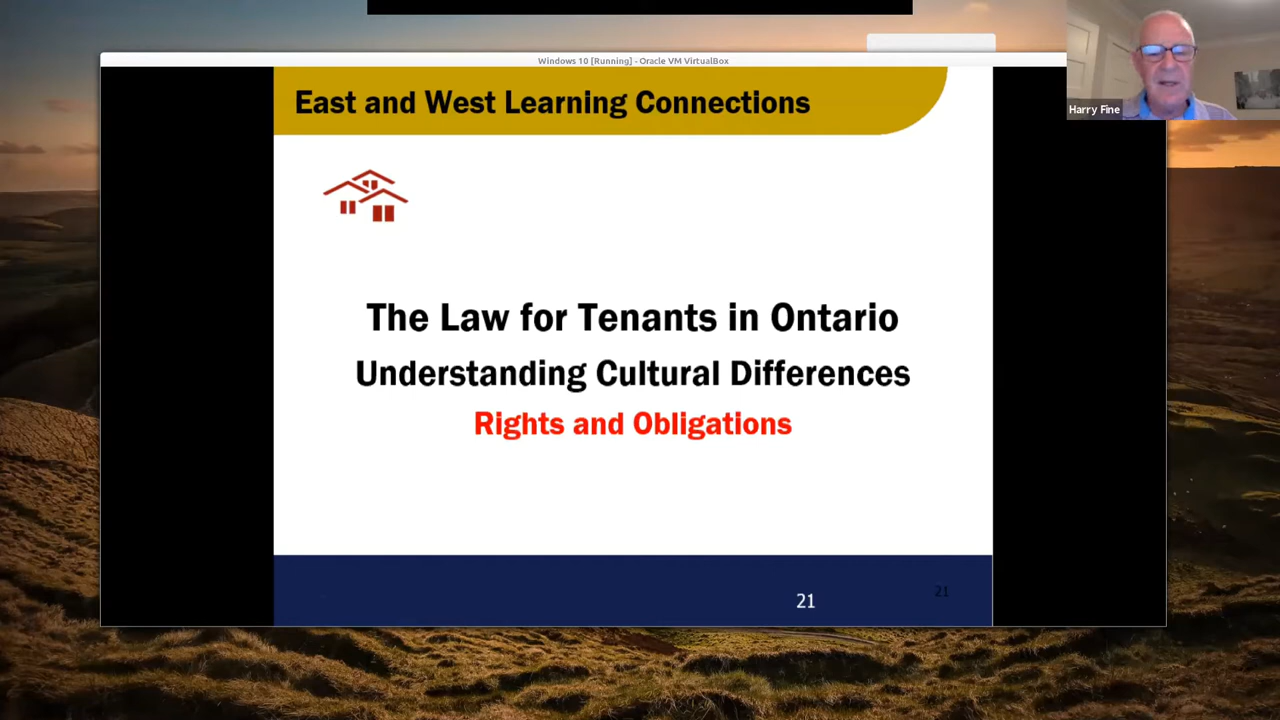 Windows 10 [Running] - Oracle VM VirtualBox
East and West Learning Connections
Harry Fine
The Law for Tenants in Ontario
Understanding Cultural Differences
Rights and Obligations
21
21